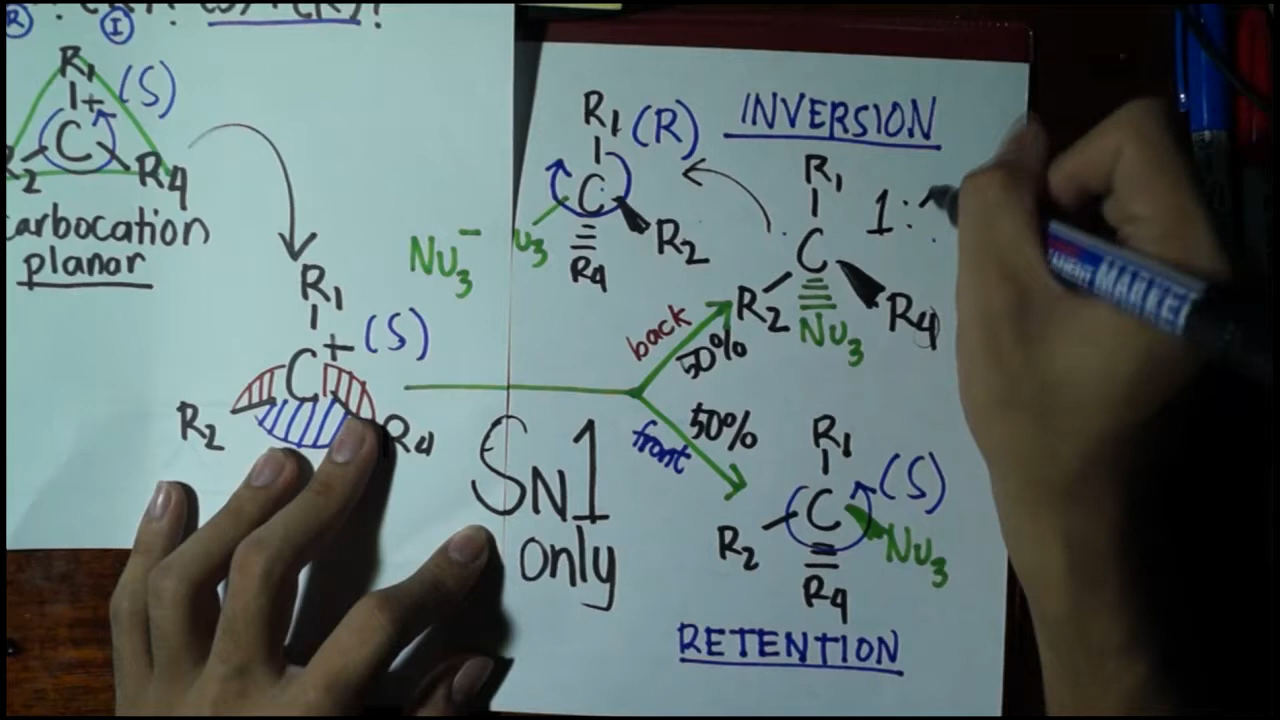 R
I
R1
+
(S)
C
R2
R4
carbocation
planar
R1
+
(S)
C
R2
R4
Nu3-
SN1
only
back
50%
front
50%
R1
(R)
C
R2
R4
INVERSION
R1
1:
C
R2
R4
Nu3
R1
(S)
C
R2
Nu3
R4
RETENTION
MARKER